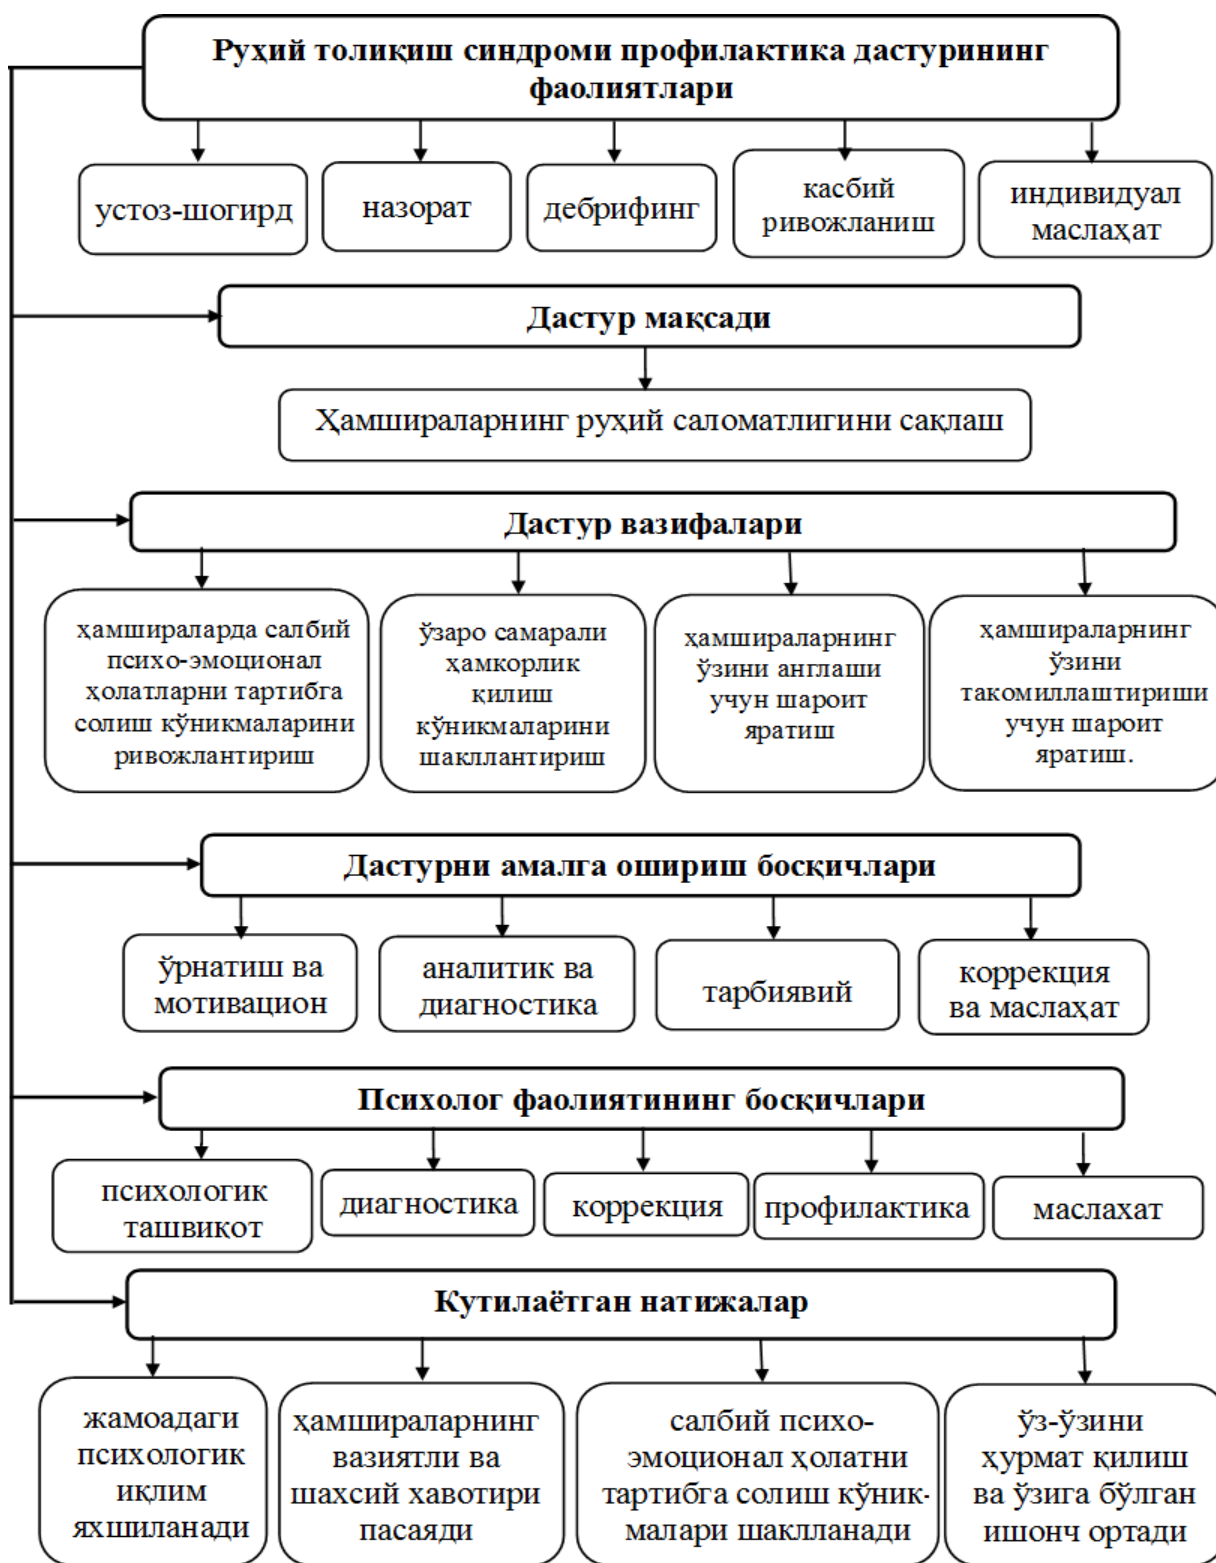 Руҳий толиқиш синдроми профилактика дастурининг
фаолиятлари
устоз-шогирд
назорат
дебрифинг
касбий
ривожланиш
индивидуал
маслаҳат
Дастур мақсади
Ҳамшираларнинг руҳий саломатлигини сақлаш
Дастур вазифалари
ҳамшираларда салбий
психо-эмоционал
ҳолатларни тартибга
солиш кўникмаларини
ривожлантириш
ўзаро самарали
ҳамкорлик
қилиш
кўникмаларини
шакллантириш
ҳамшираларнинг
ўзини англаши
учун шароит
яратиш
ҳамшираларнинг
ўзини
такомиллаштириши
учун шароит
яратиш.
Дастурни амалга ошириш босқичлари
ўрнатиш ва
мотивацион
аналитик ва
диагностика
тарбиявий
коррекция
ва маслаҳат
Психолог фаолиятининг босқичлари
психологик
ташвиқот
диагностика
коррекция
профилактика
маслахат
Кутилаётган натижалар
жамоадаги
психологик
иқлим
яхшиланади
ҳамшираларнинг
вазиятли ва
шахсий хавотири
пасаяди
салбий психо-
эмоционал ҳолатни
тартибга солиш кўник-
малари шаклланади
ўз-ўзини
ҳурмат қилиш
ва ўзига бўлган
ишонч ортади